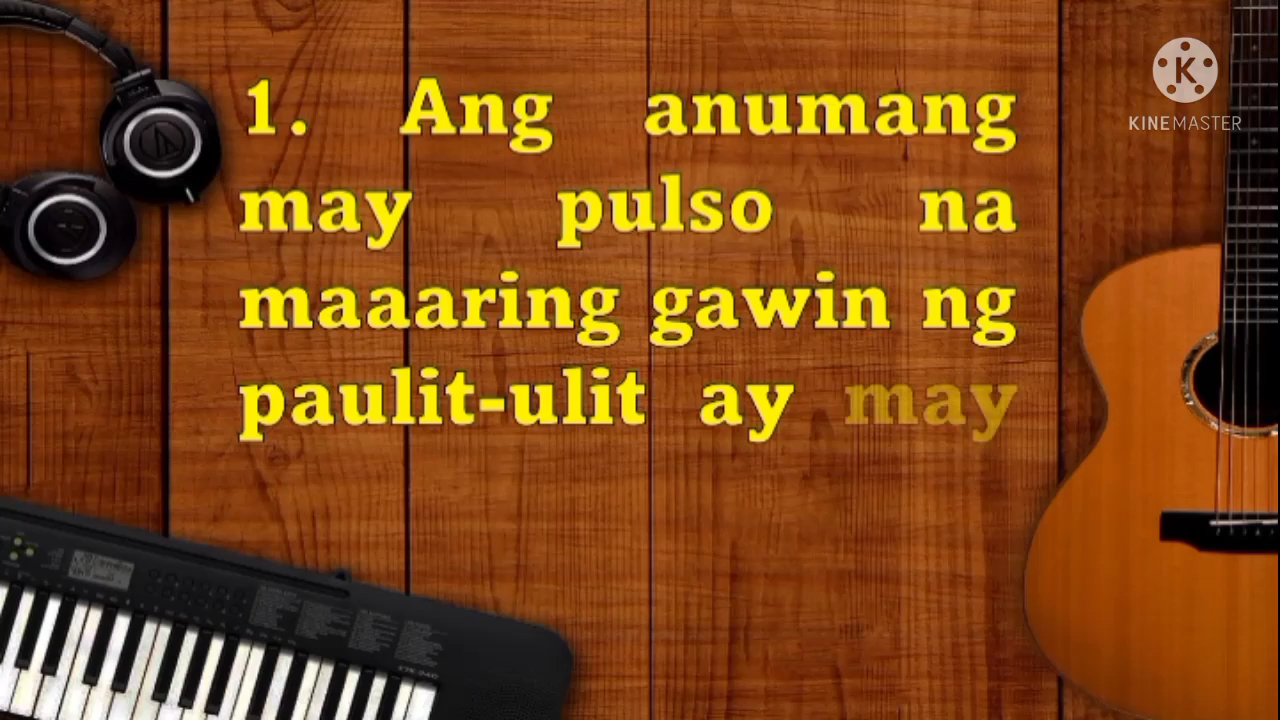 1. Ang anumang
may pulso na
maaaring gawin ng
paulit-ulit ay may
KINEMASTER